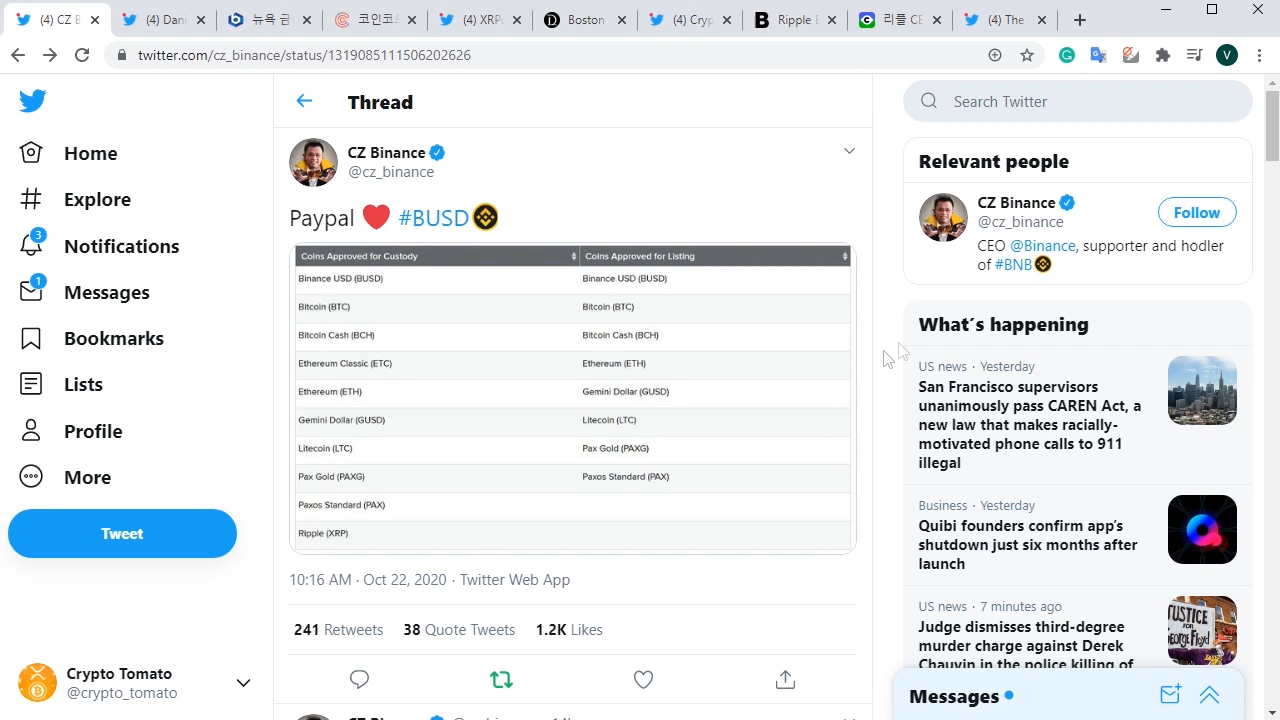 (4) CZ B
(4) Dani
뉴욕 금
코인코
(4) XRP
Boston
(4) Cryp
Ripple E
리플 CE
(4) The
twitter.com/cz_binance/status/1319085111506202626
V
Home
Explore
3
Notifications
1
Messages
Bookmarks
Lists
Profile
More
Tweet
Crypto Tomato
@crypto_tomato
Thread
CZ Binance
@cz_binance
Paypal ❤️ #BUSD
Coins Approved for Custody Coins Approved for Listing
Binance USD (BUSD) Binance USD (BUSD)
Bitcoin (BTC) Bitcoin (BTC)
Bitcoin Cash (BCH) Bitcoin Cash (BCH)
Ethereum Classic (ETC) Ethereum (ETH)
Ethereum (ETH) Gemini Dollar (GUSD)
Gemini Dollar (GUSD) Litecoin (LTC)
Litecoin (LTC) Pax Gold (PAXG)
Pax Gold (PAXG) Paxos Standard (PAX)
Paxos Standard (PAX)
Ripple (XRP)
10:16 AM · Oct 22, 2020 · Twitter Web App
241 Retweets 38 Quote Tweets 1.2K Likes
Search Twitter
Relevant people
CZ Binance
@cz_binance
Follow
CEO @Binance, supporter and hodler
of #BNB
What's happening
US news · Yesterday
San Francisco supervisors
unanimously pass CAREN Act, a
new law that makes racially-
motivated phone calls to 911
illegal
Business · Yesterday
Quibi founders confirm app's
shutdown just six months after
launch
US news · 7 minutes ago
Judge dismisses third-degree
murder charge against Derek
Chauvin in the police killing of
JUSTICE
FOR
Messages